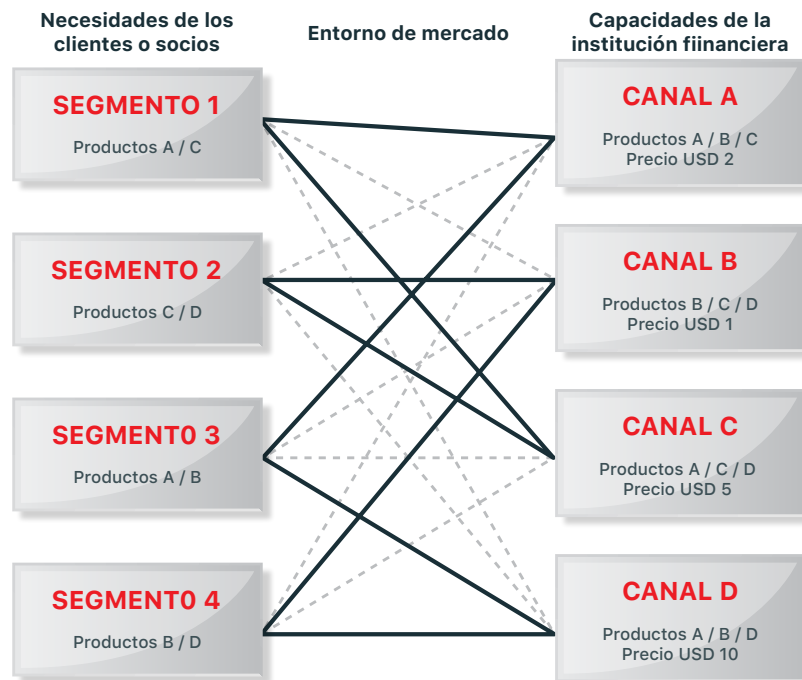 Necesidades de los
clientes o socios
Entorno de mercado
Capacidades de la
institución fiinanciera
SEGMENTO 1
Productos A / C
SEGMENTO 2
Productos C / D
SEGMENT0 3
Productos A / B
SEGMENT0 4
Productos B / D
CANAL A
Productos A / B / C
Precio USD 2
CANAL B
Productos B / C / D
Precio USD 1
CANAL C
Productos A / C / D
Precio USD 5
CANAL D
Productos A / B / D
Precio USD 10